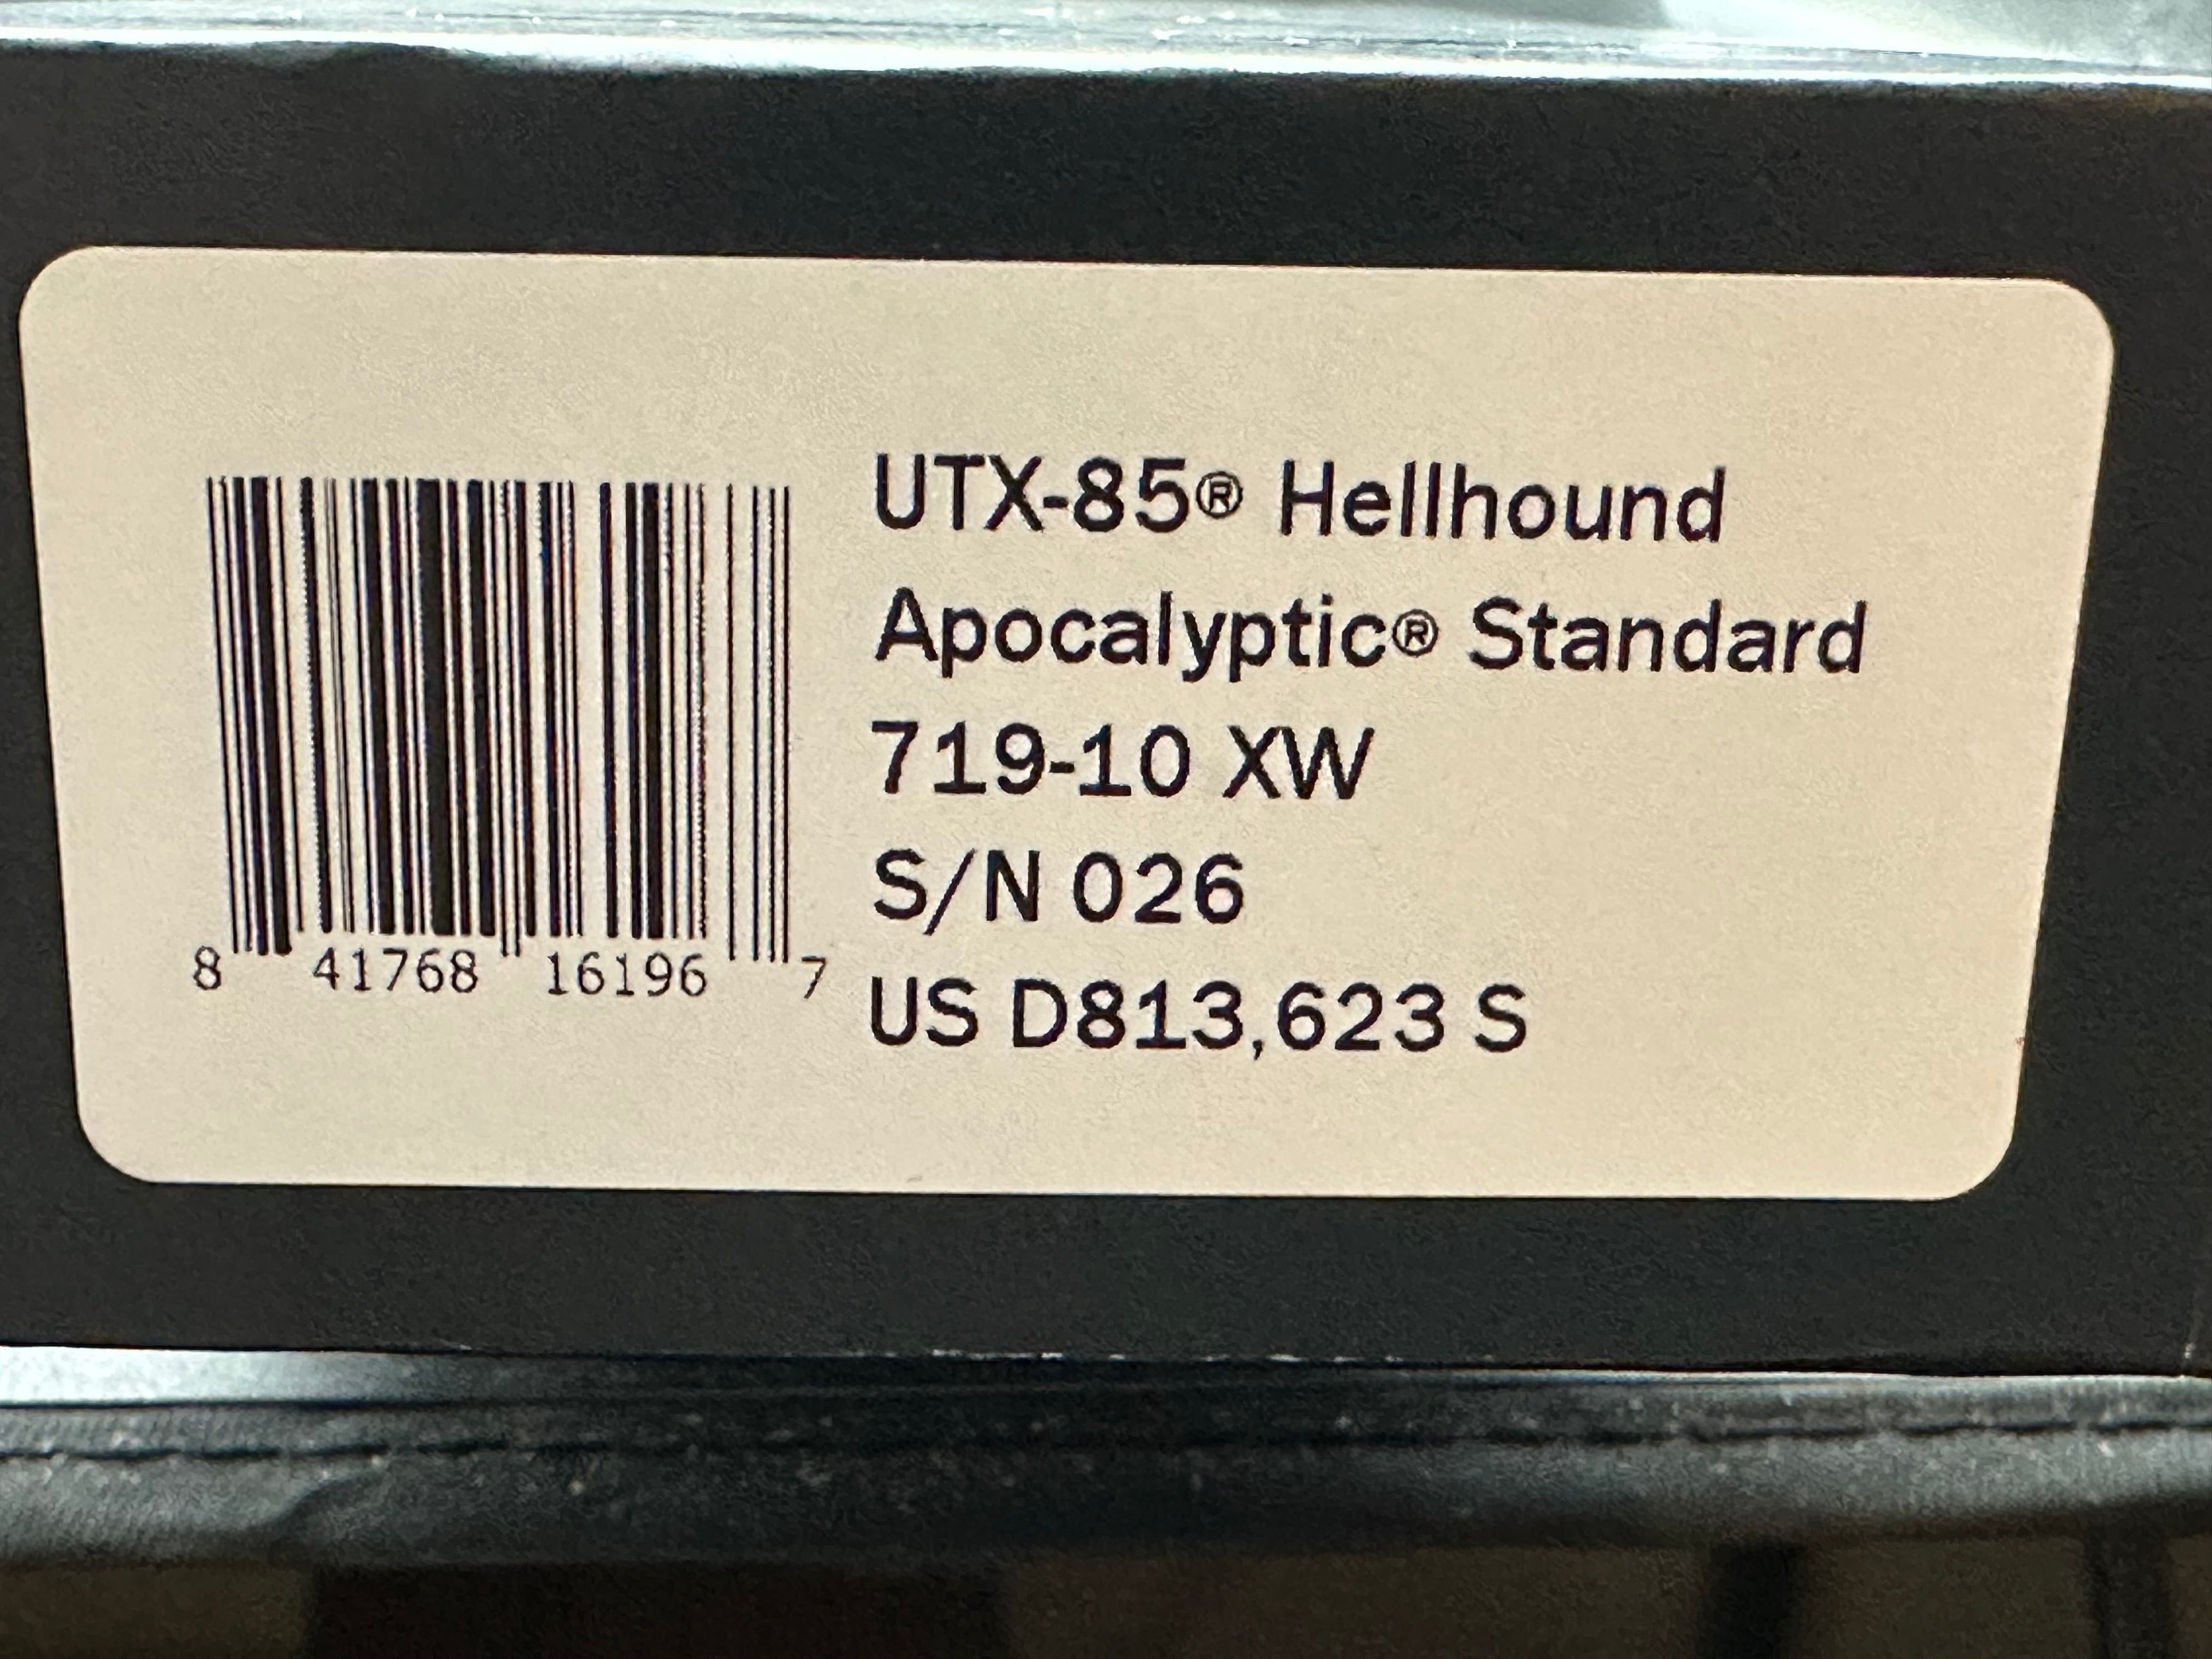 UTX-85® Hellhound
Apocalyptic® Standard
719-10 XW
S/N 026
US D813,623 S
8 41768 16196 7